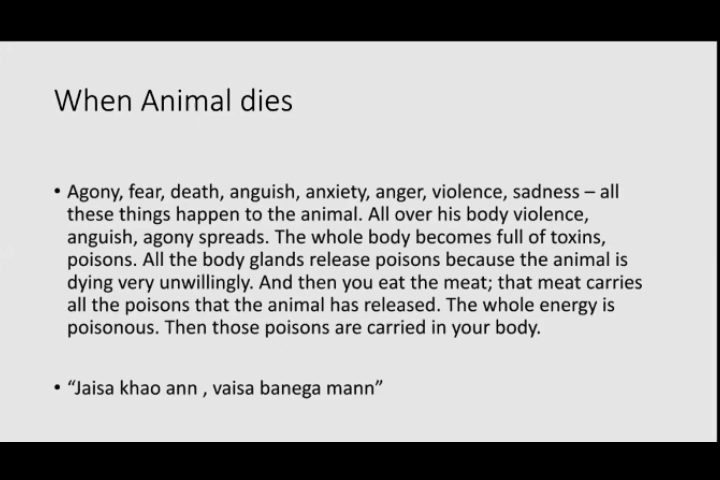 When Animal dies
• Agony, fear, death, anguish, anxiety, anger, violence, sadness – all
these things happen to the animal. All over his body violence,
anguish, agony spreads. The whole body becomes full of toxins,
poisons. All the body glands release poisons because the animal is
dying very unwillingly. And then you eat the meat; that meat carries
all the poisons that the animal has released. The whole energy is
poisonous. Then those poisons are carried in your body.
• “Jaisa khao ann , vaisa banega mann”